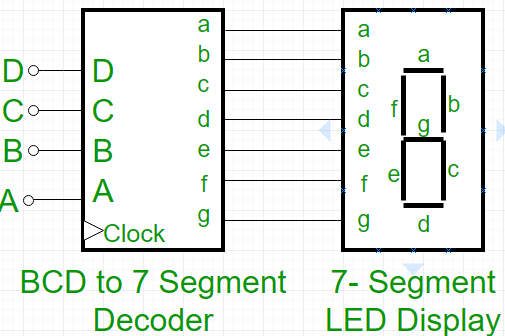 a a
D D b b a
C C c c f b
B B d d g
A A e e e c
f f d
g g
Clock
BCD to 7 Segment 7- Segment
Decoder LED Display